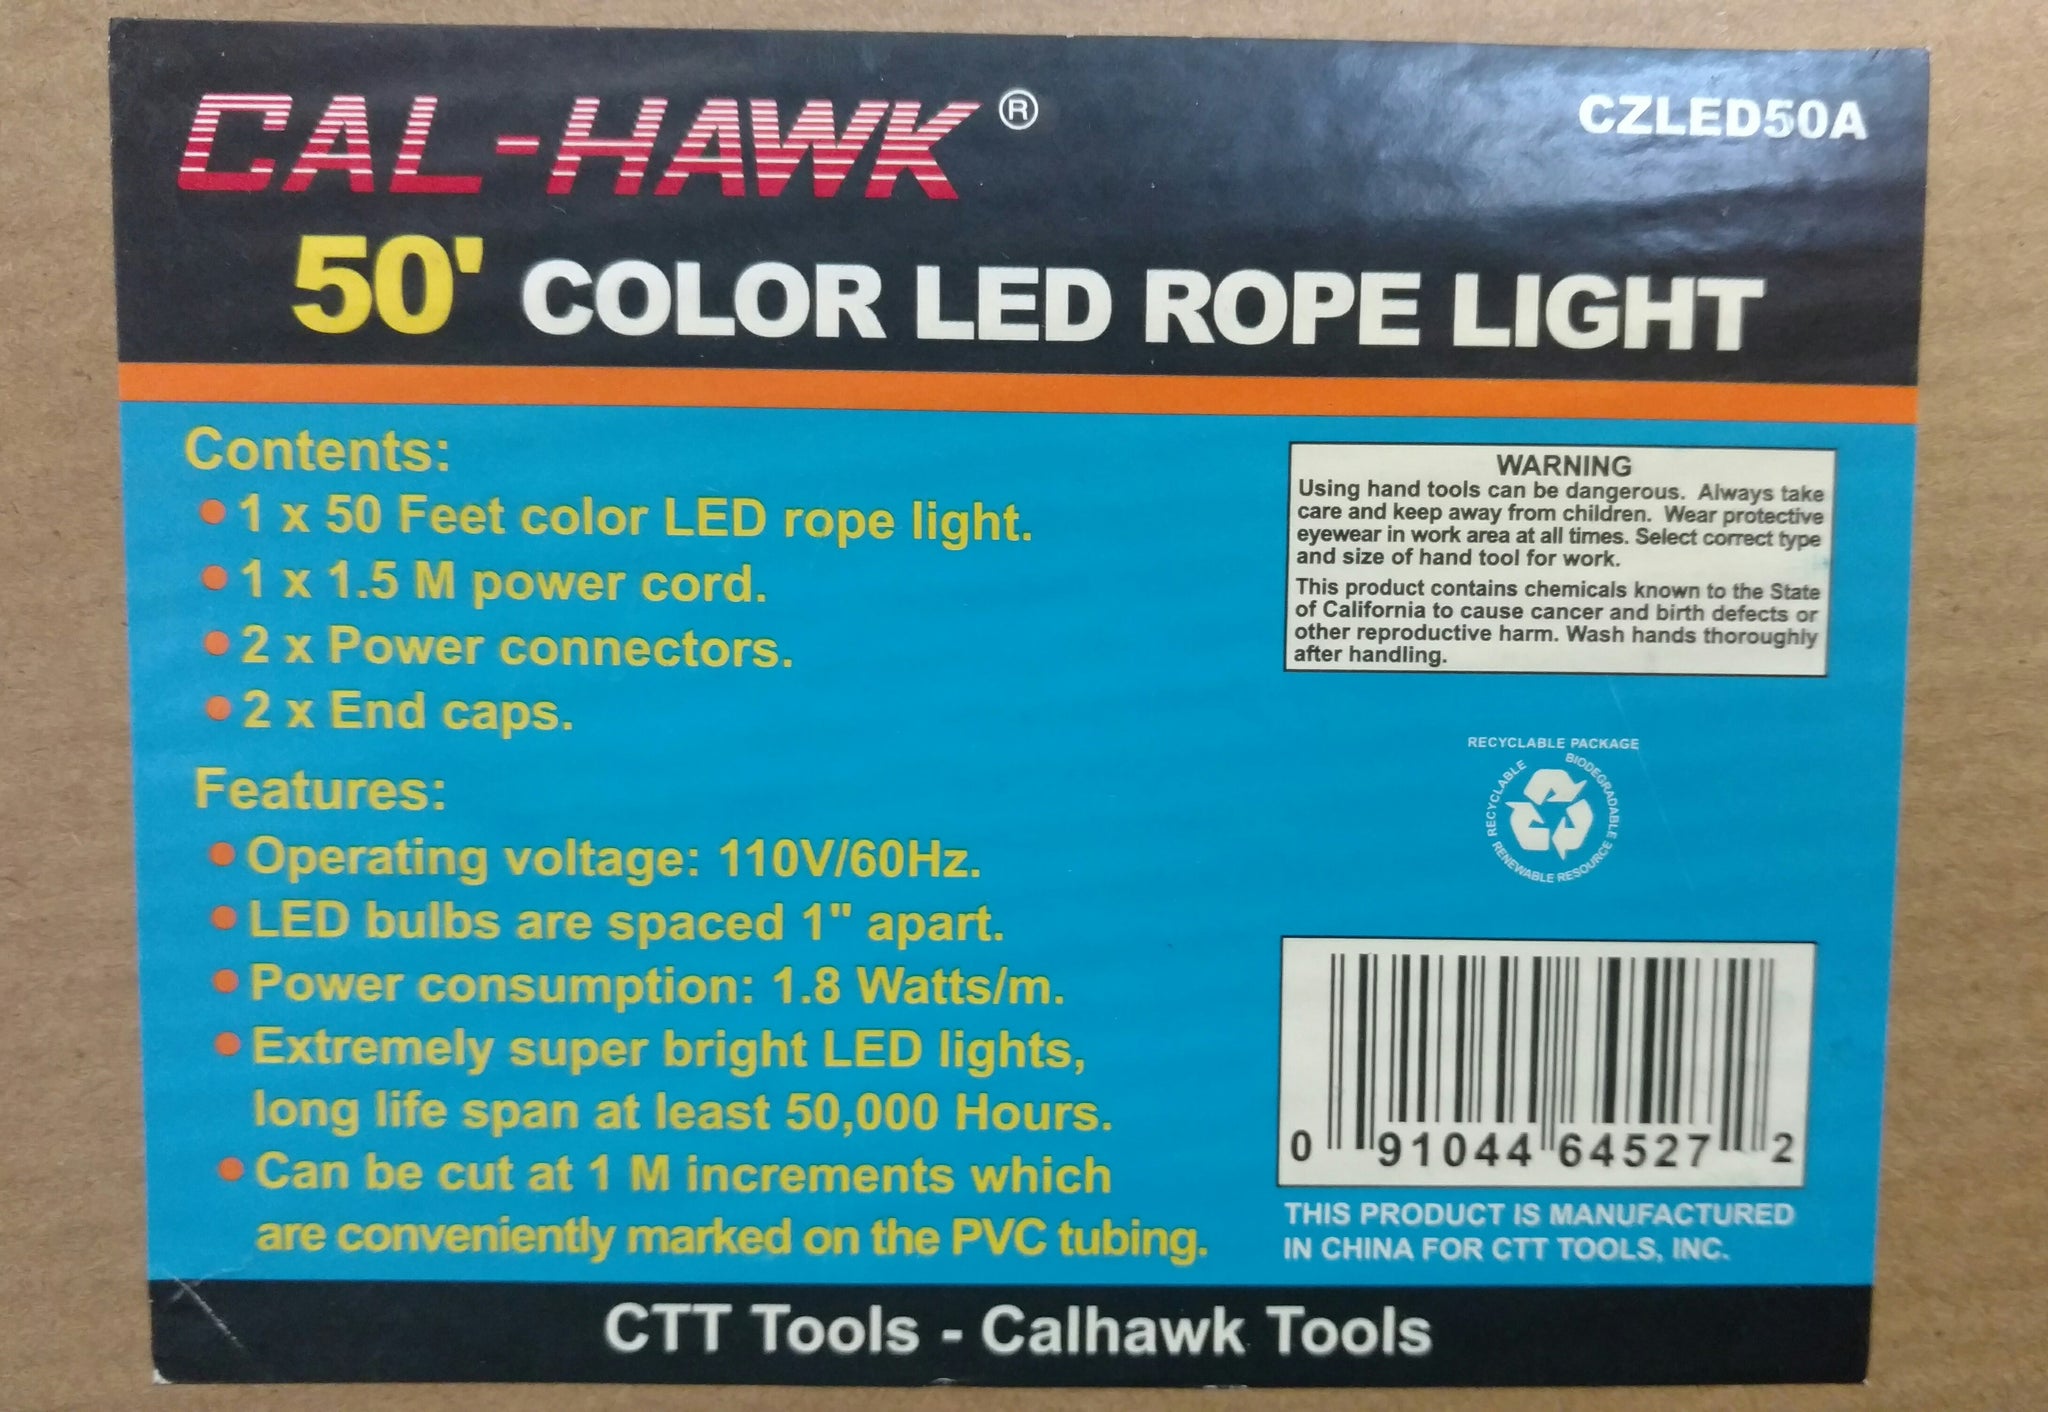 CAL-HAWK®
CZLED50A
50' COLOR LED ROPE LIGHT
Contents:
• 1 x 50 Feet color LED rope light.
• 1 x 1.5 M power cord.
• 2 x Power connectors.
• 2 x End caps.
Features:
• Operating voltage: 110V/60Hz.
• LED bulbs are spaced 1" apart.
• Power consumption: 1.8 Watts/m.
• Extremely super bright LED lights,
long life span at least 50,000 Hours.
• Can be cut at 1 M increments which
are conveniently marked on the PVC tubing.
WARNING
Using hand tools can be dangerous. Always take
care and keep away from children. Wear protective
eyewear in work area at all times. Select correct type
and size of hand tool for work.
This product contains chemicals known to the State
of California to cause cancer and birth defects or
other reproductive harm. Wash hands thoroughly
after handling.
RECYCLABLE PACKAGE
RECYCLABLE
BIODEGRADABLE
RENEWABLE RESOURCE
0 91044 64527 2
THIS PRODUCT IS MANUFACTURED
IN CHINA FOR CTT TOOLS, INC.
CTT Tools - Calhawk Tools